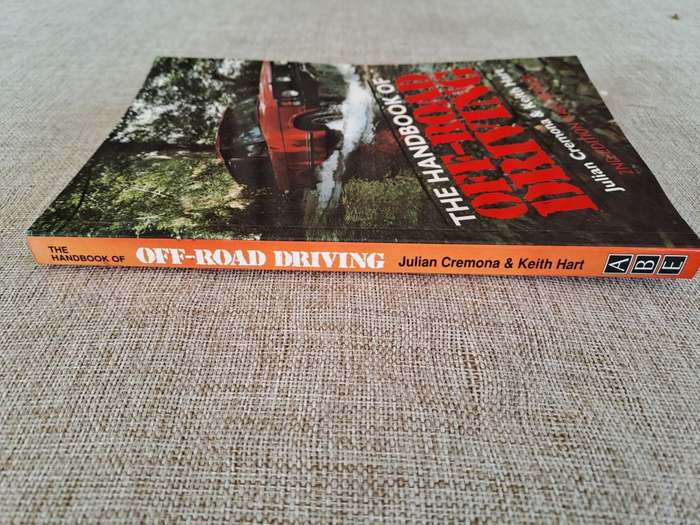 THE HANDBOOK OF
OFF-ROAD
DRIVING
Julian Cremona & Keith Hart
THE
HANDBOOK OF
OFF-ROAD DRIVING
Julian Cremona & Keith Hart
A B E